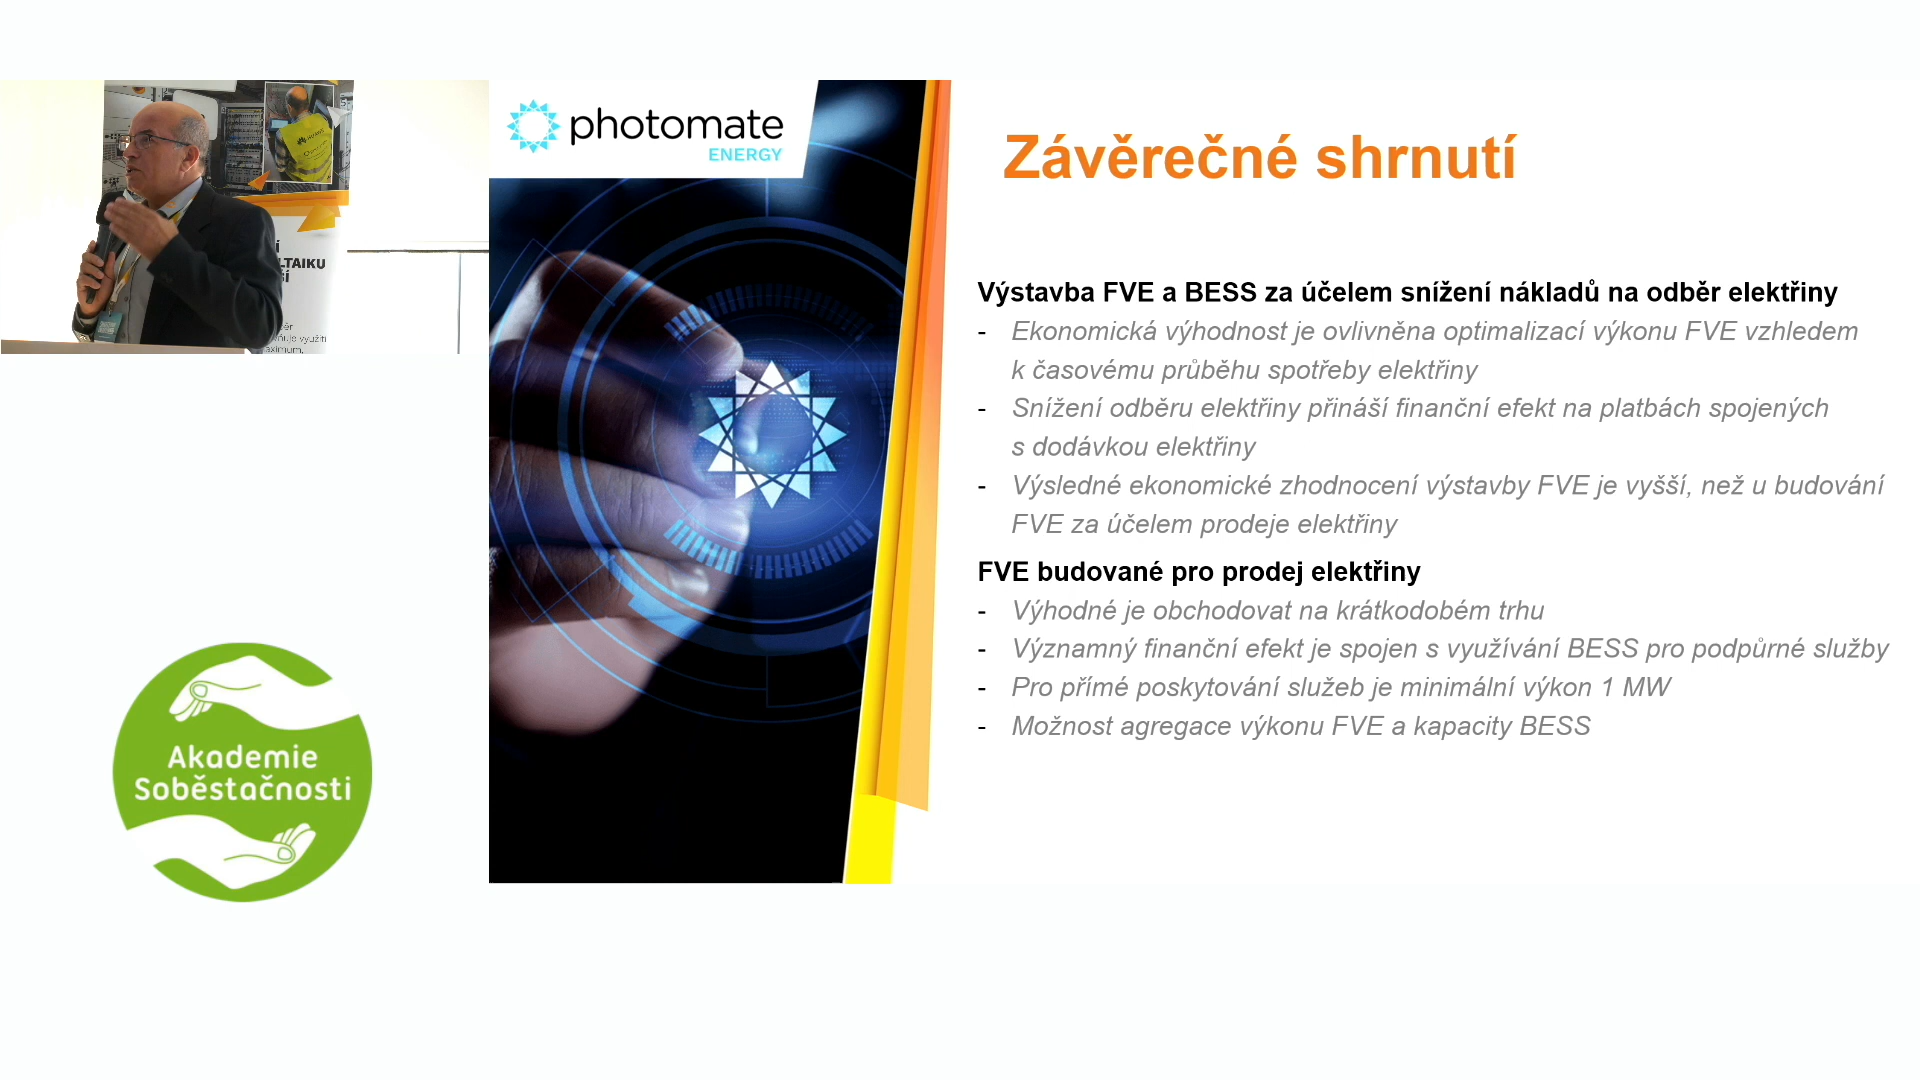 photomate
ENERGY
Závěrečné shrnutí
Výstavba FVE a BESS za účelem snížení nákladů na odběr elektřiny
- Ekonomická výhodnost je ovlivněna optimalizací výkonu FVE vzhledem
k časovému průběhu spotřeby elektřiny
- Snížení odběru elektřiny přináší finanční efekt na platbách spojených
s dodávkou elektřiny
- Výsledné ekonomické zhodnocení výstavby FVE je vyšší, než u budování
FVE za účelem prodeje elektřiny
FVE budované pro prodej elektřiny
- Výhodné je obchodovat na krátkodobém trhu
- Významný finanční efekt je spojen s využívání BESS pro podpůrné služby
- Pro přímé poskytování služeb je minimální výkon 1 MW
- Možnost agregace výkonu FVE a kapacity BESS
Akademie
Soběstačnosti
LTAIKU
využití